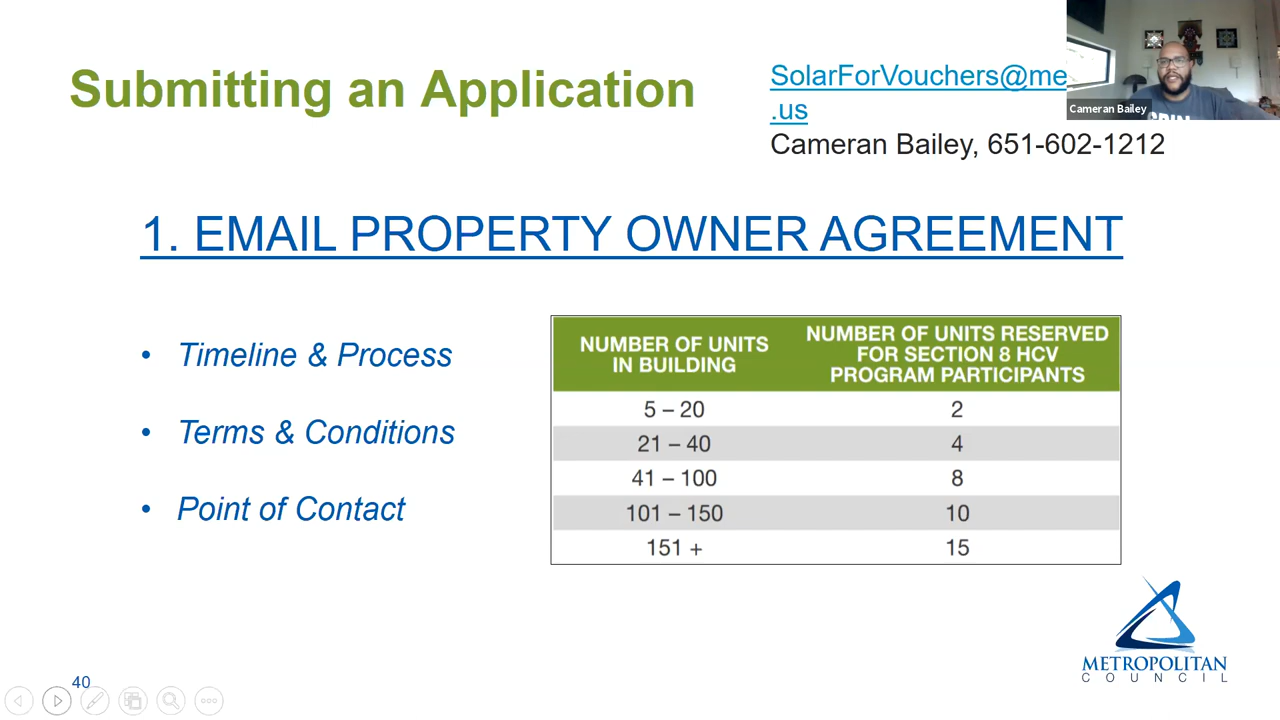 Submitting an Application
SolarForVouchers@me
.us
Cameran Bailey, 651-602-1212
Cameran Bailey
1. EMAIL PROPERTY OWNER AGREEMENT
• Timeline & Process
• Terms & Conditions
• Point of Contact
NUMBER OF UNITS
IN BUILDING
NUMBER OF UNITS RESERVED
FOR SECTION 8 HCV
PROGRAM PARTICIPANTS
5 – 20 2
21 – 40 4
41 – 100 8
101 – 150 10
151 + 15
METROPOLITAN
COUNCIL
40